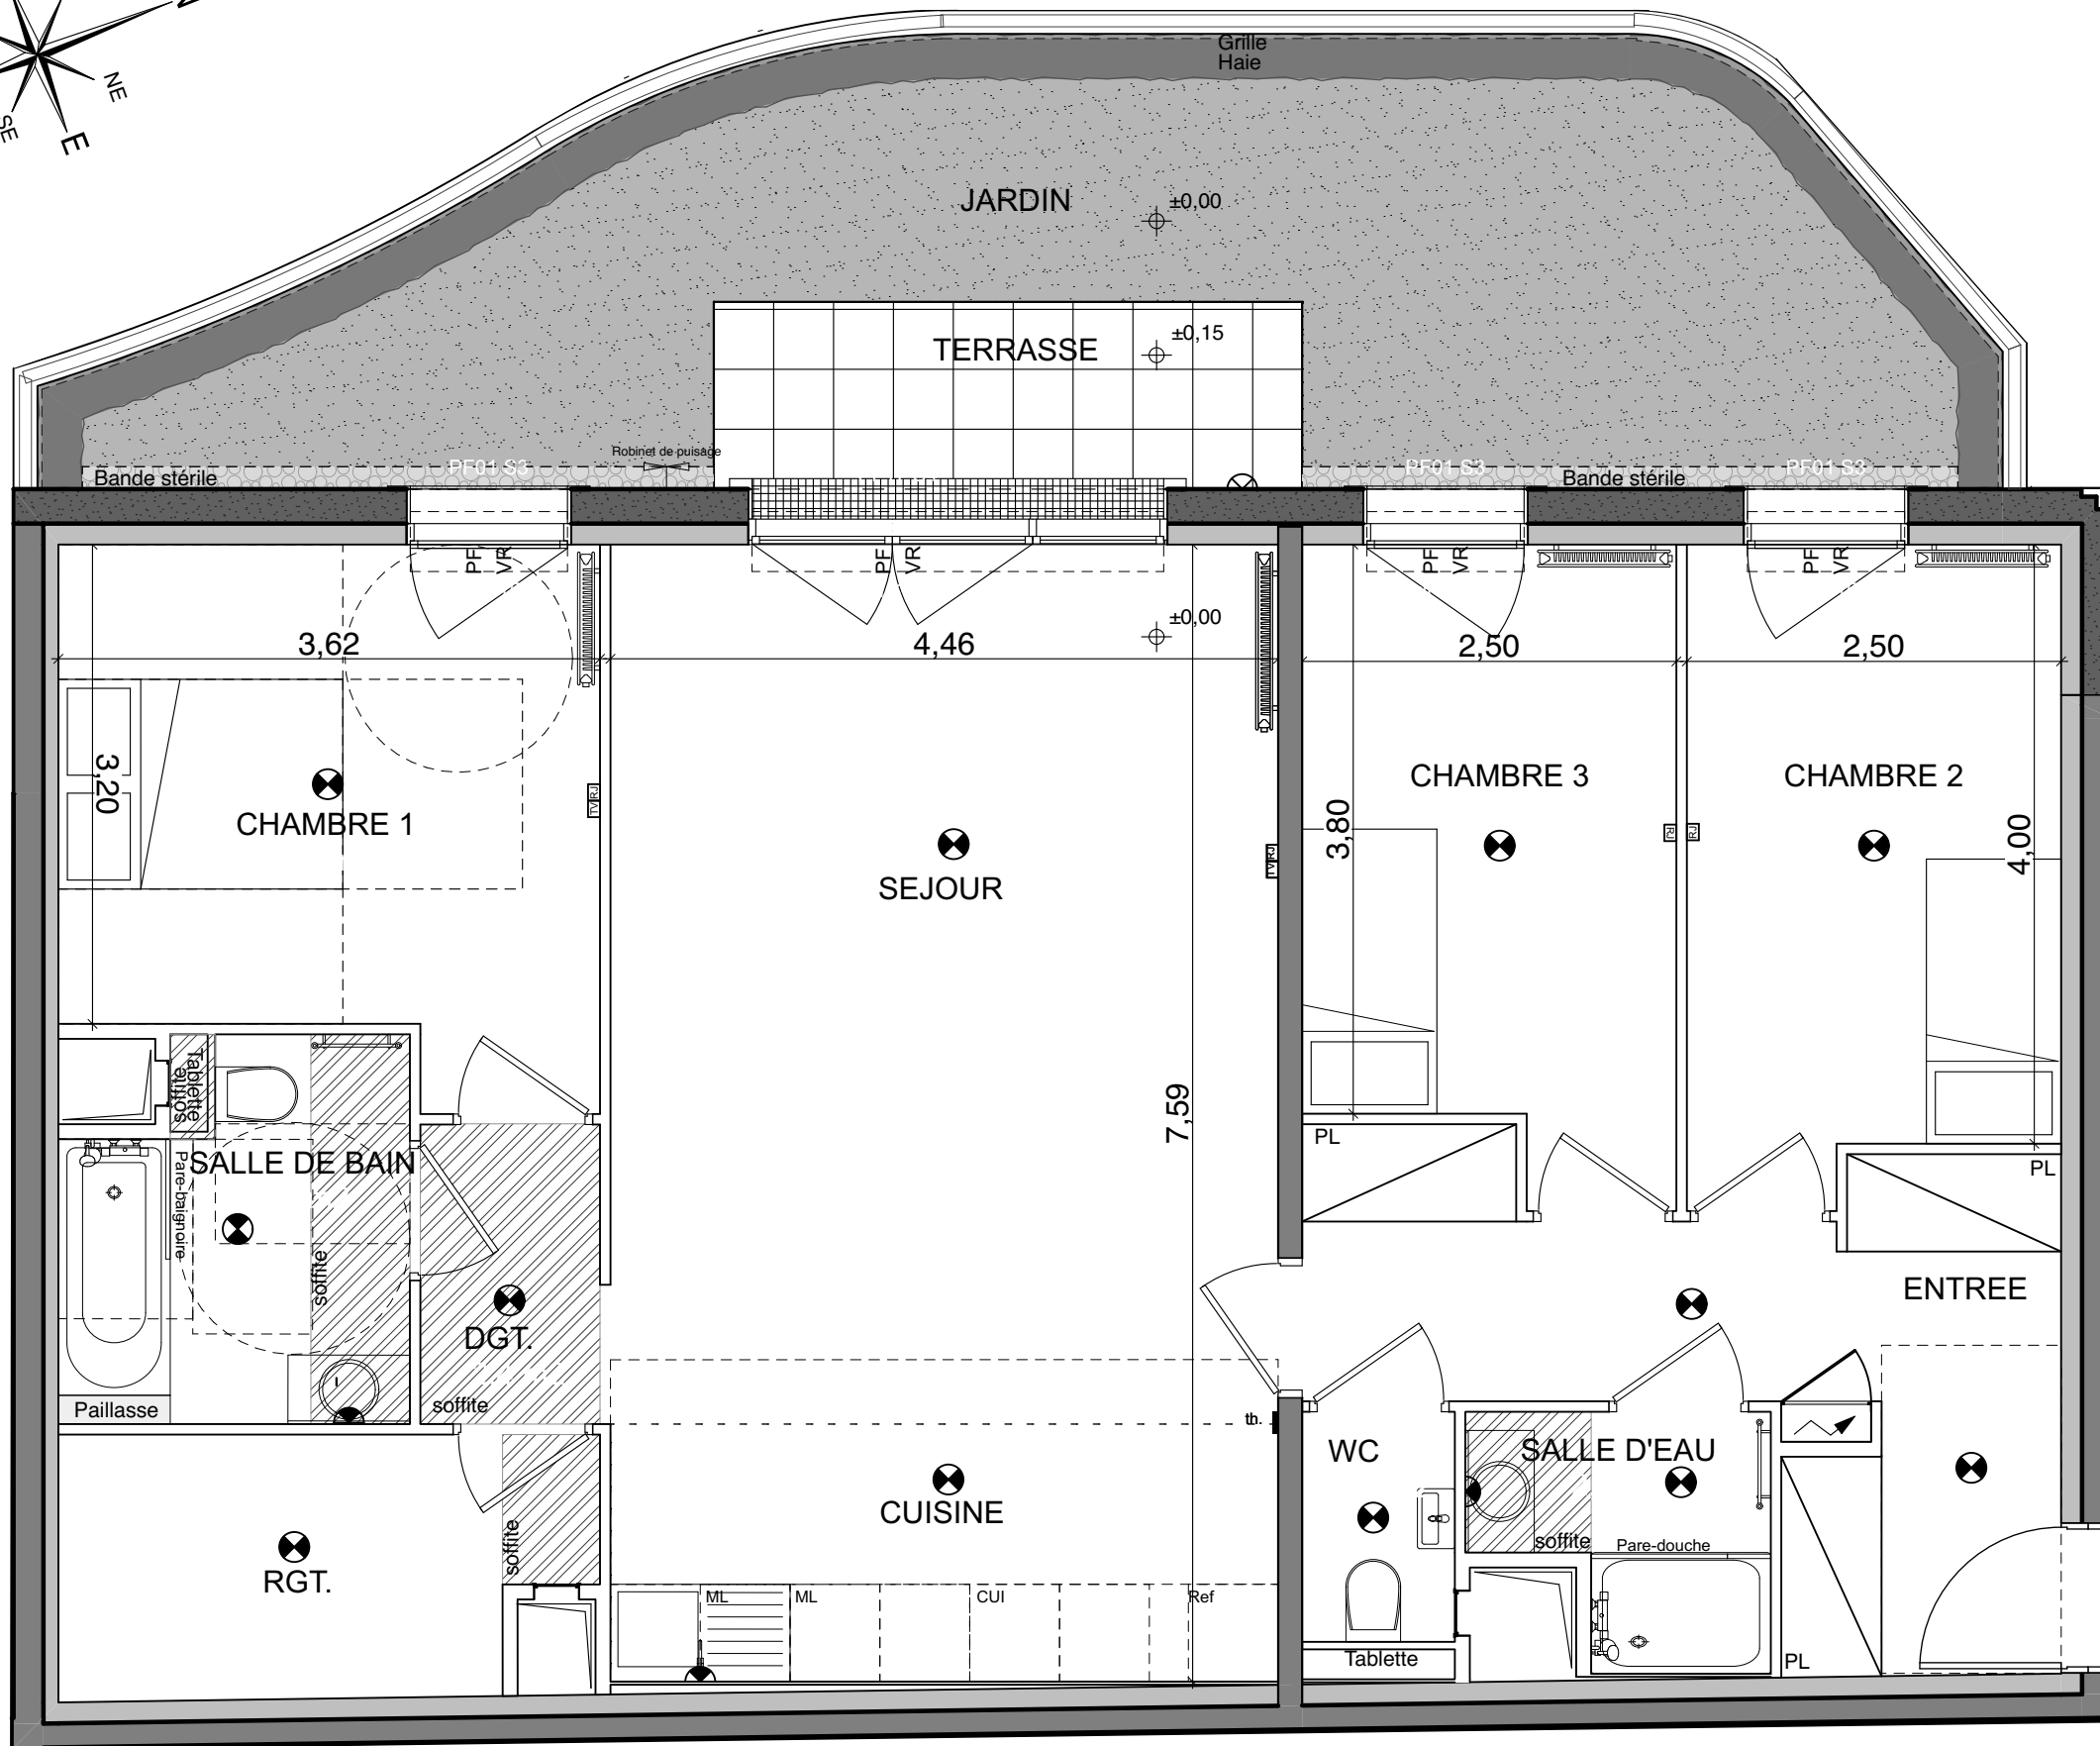 NE
SE
E
Grille
Haie
JARDIN
±0,00
TERRASSE
±0,15
Robinet de puisage
Bande stérile
PF01 S3
PF01 S3
Bande stérile
PF01 S3
PF
VR
PF
VR
PF
VR
PF
VR
±0,00
3,62
4,46
2,50
2,50
3,20
CHAMBRE 1
TV RJ
SEJOUR
TV RJ
3,80
CHAMBRE 3
RJ
RJ
CHAMBRE 2
4,00
7,59
Tablette
soffite
SALLE DE BAIN
Pare-baignoire
soffite
Paillasse
DGT.
soffite
PL
PL
ENTREE
th.
WC
SALLE D'EAU
CUISINE
soffite
RGT.
soffite
Pare-douche
ML
ML
CUI
Ref
Tablette
PL